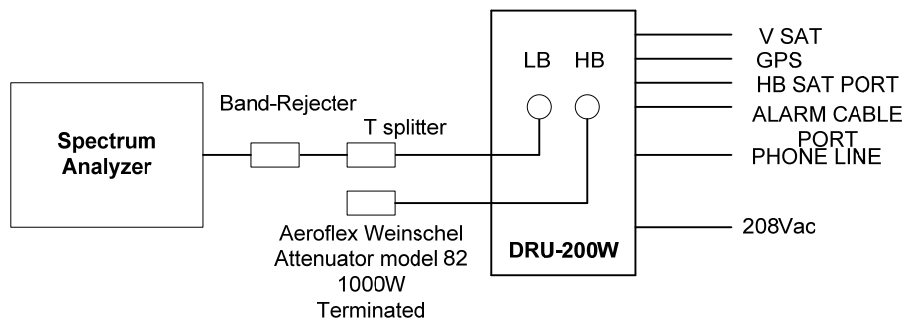 Spectrum
Analyzer
Band-Rejecter
T splitter
Aeroflex Weinschel
Attenuator model 82
1000W
Terminated
LB HB
DRU-200W
V SAT
GPS
HB SAT PORT
ALARM CABLE
PORT
PHONE LINE
208Vac